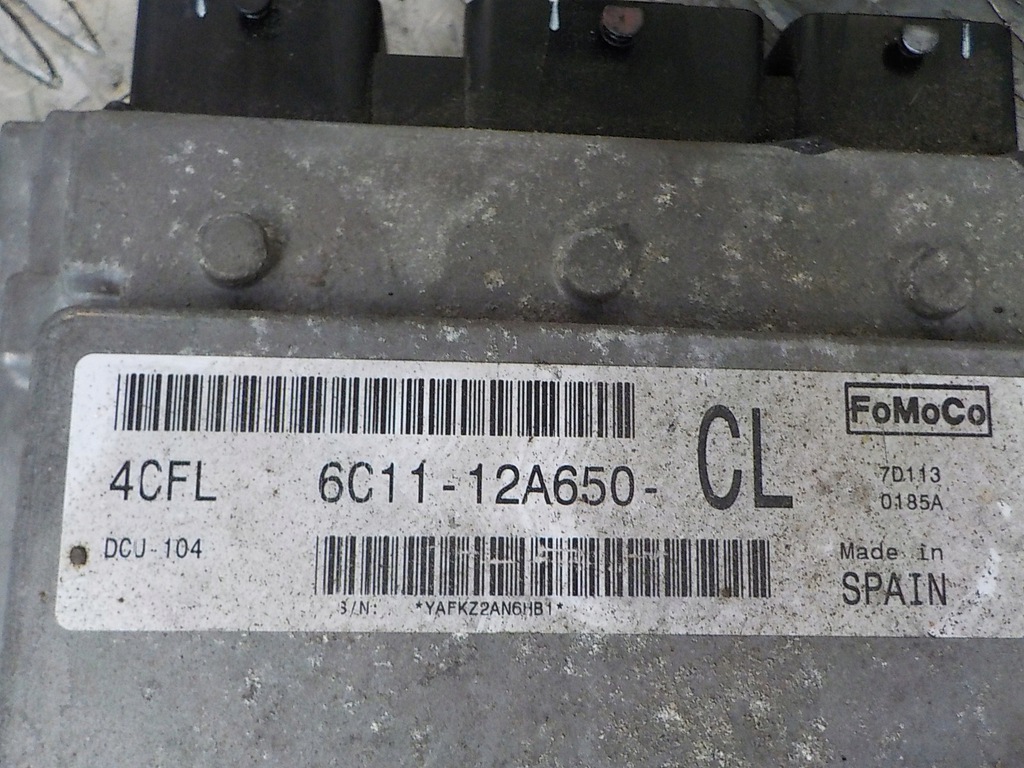 FoMoCo
4CFL 6C11-12A650- CL
7D113
0185A
DCU-104
Made in
SPAIN
S/N: *YAFKZ2AN6HB1*